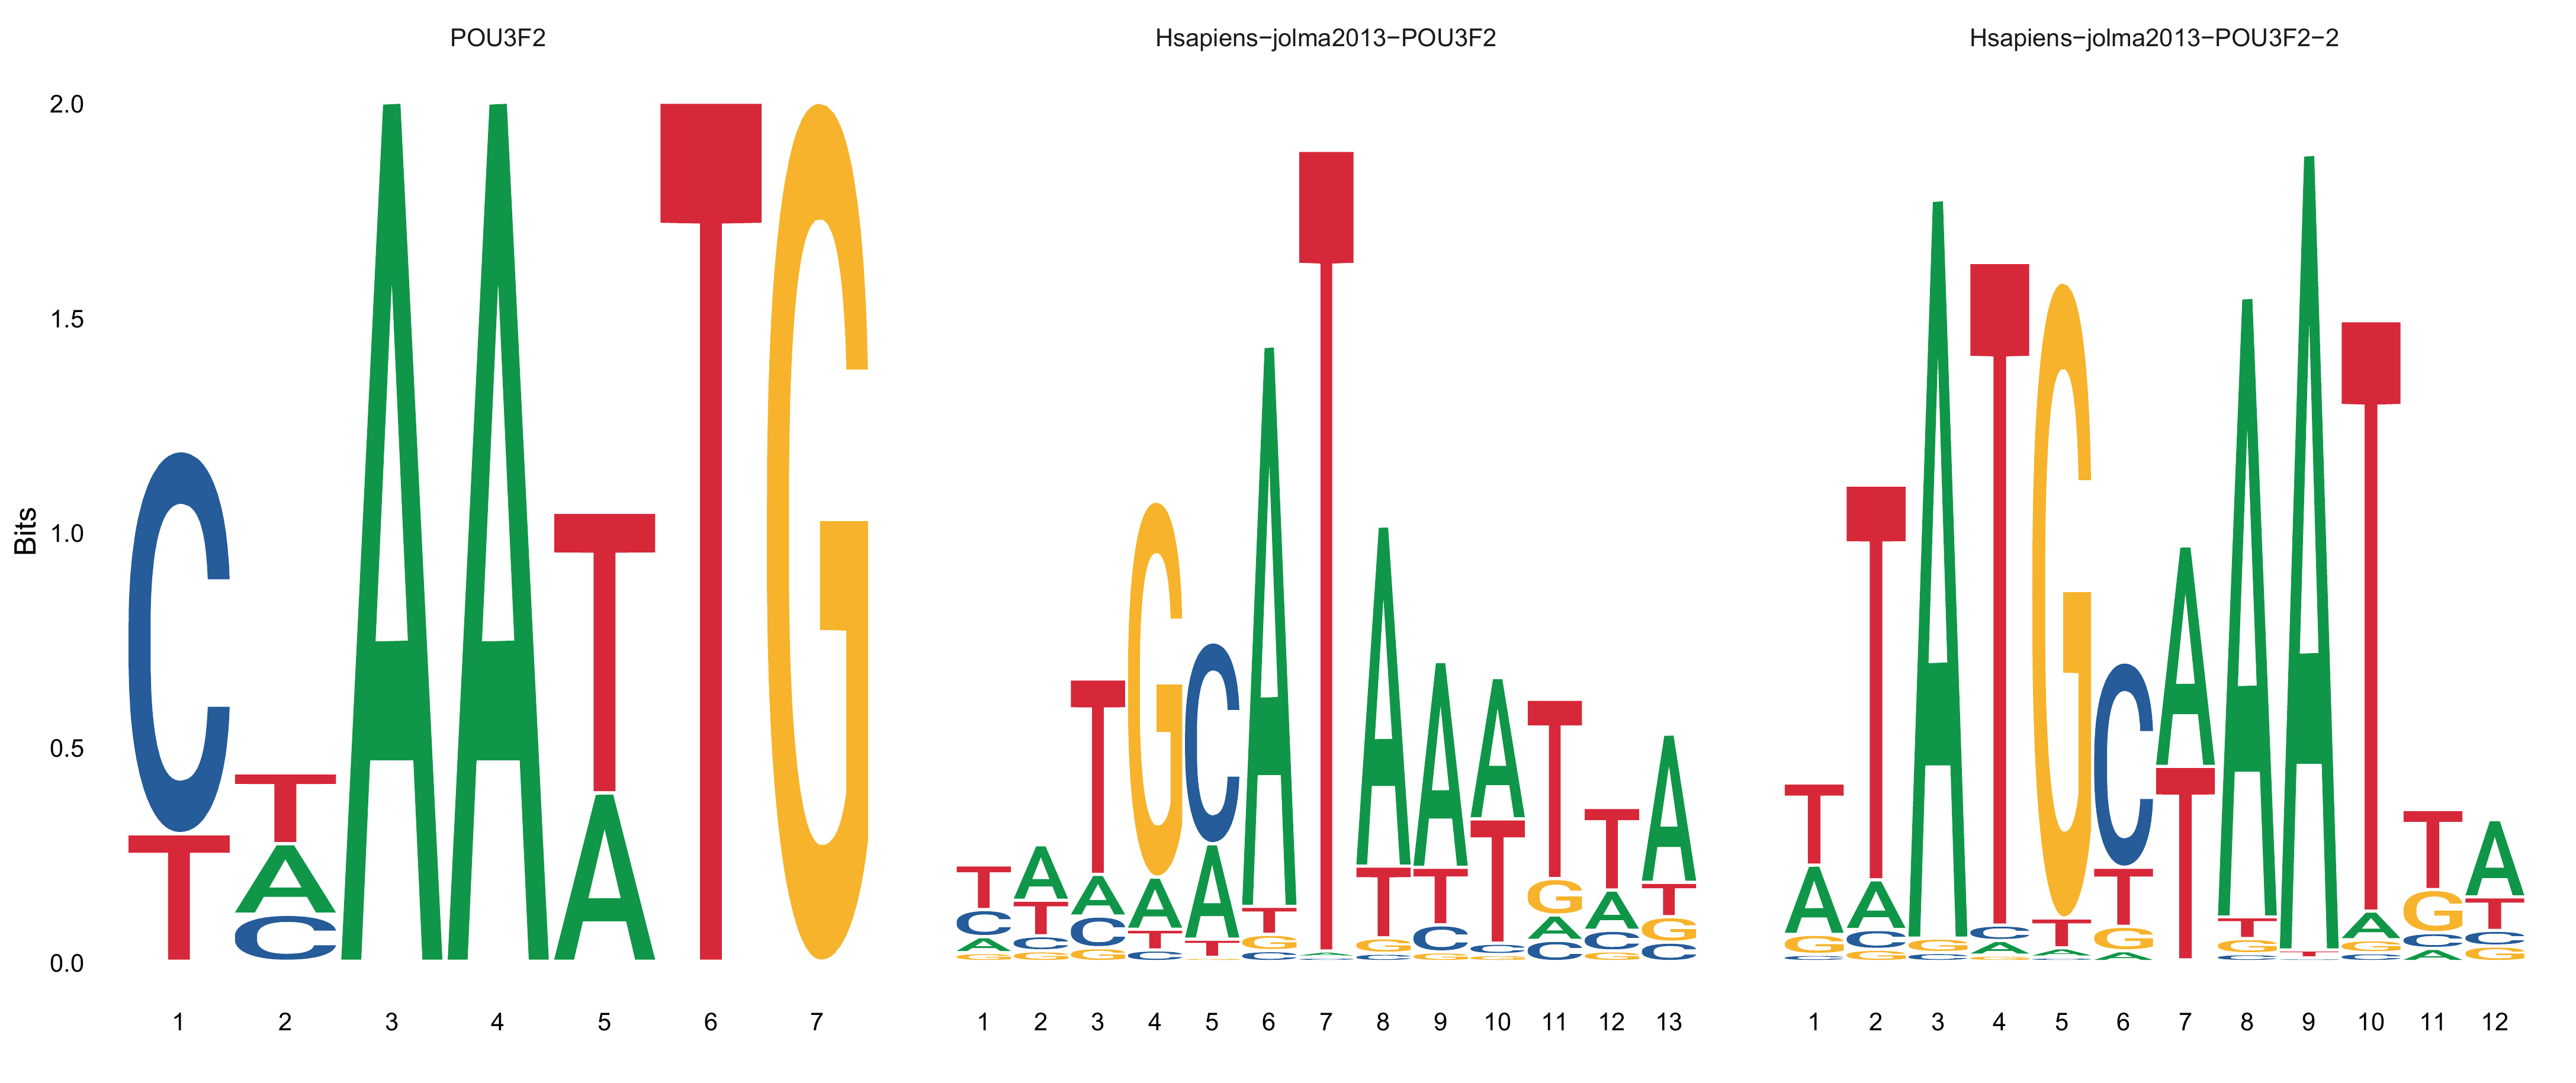 POU3F2 Hsapiens−jolma2013−POU3F2 Hsapiens−jolma2013−POU3F2−2
2.0
1.5
1.0
0.5
0.0
Bits
1 2 3 4 5 6 7 1 2 3 4 5 6 7 8 9 10 11 12 13 1 2 3 4 5 6 7 8 9 10 11 12
C T A A T T G T A T G C A T A A A T T A T T A T G C A A A T T A
T A A C C T A A A A T T T T G A T A A T G T T A G T
C A C C T T G G C C A C G G C T G G C C
G G G C C A C G G C A G